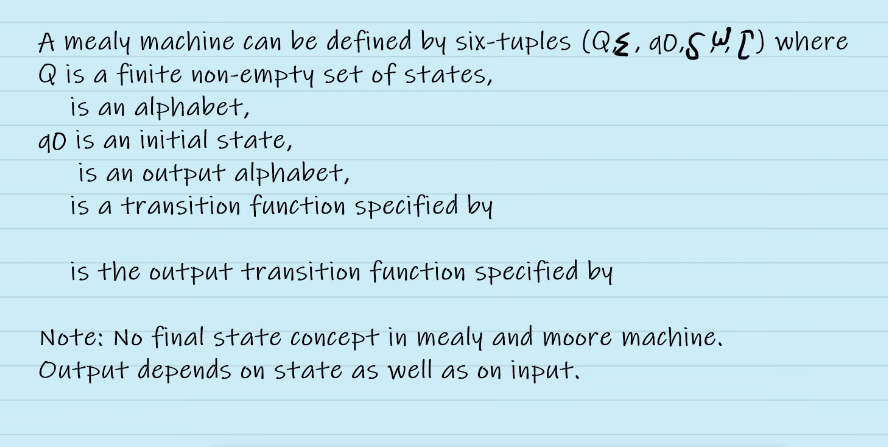 A mealy machine can be defined by six-tuples (Q Σ, q0, δ, ω, Γ) where
Q is a finite non-empty set of states,
is an alphabet,
q0 is an initial state,
is an output alphabet,
is a transition function specified by
is the output transition function specified by
Note: No final state concept in mealy and moore machine.
Output depends on state as well as on input.